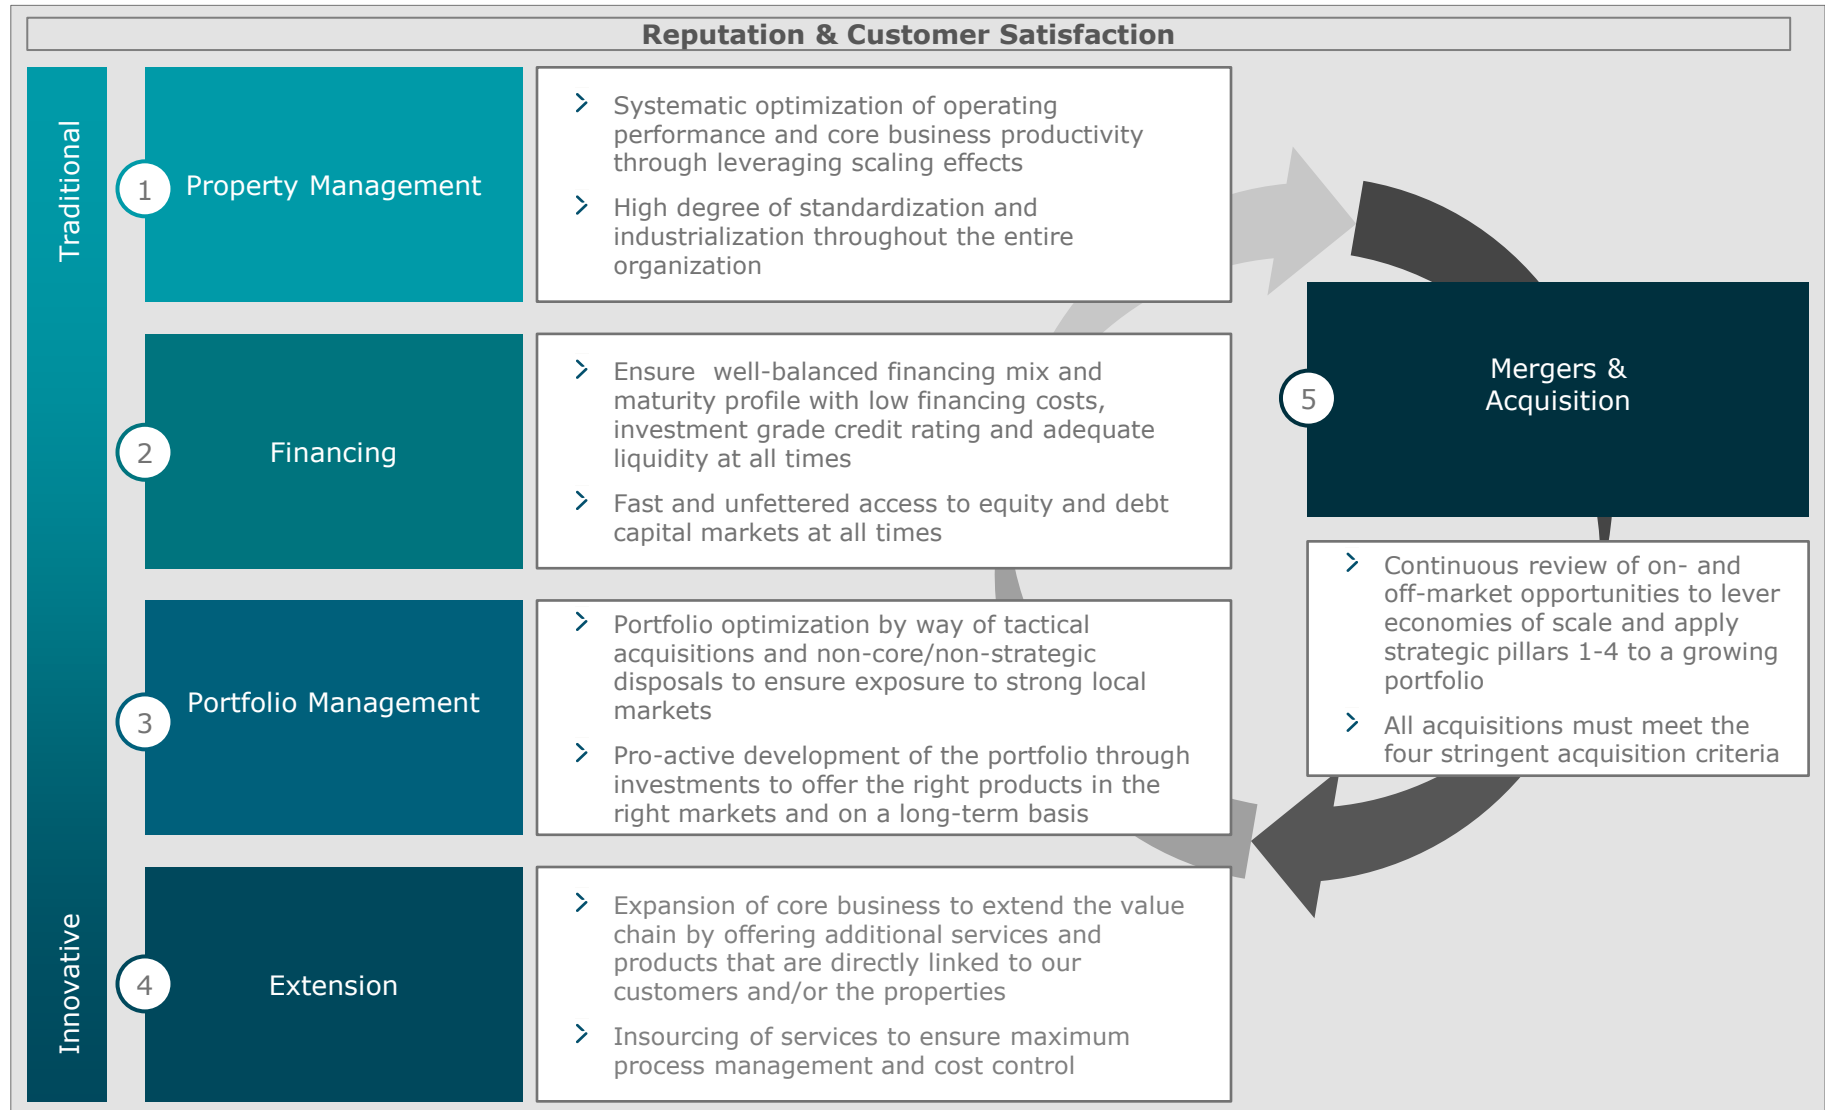 Reputation & Customer Satisfaction
Traditional
1
Property Management
Systematic optimization of operating
performance and core business productivity
through leveraging scaling effects
High degree of standardization and
industrialization throughout the entire
organization
2
Financing
Ensure  well-balanced financing mix and
maturity profile with low financing costs,
investment grade credit rating and adequate
liquidity at all times
Fast and unfettered access to equity and debt
capital markets at all times
3
Portfolio Management
Portfolio optimization by way of tactical
acquisitions and non-core/non-strategic
disposals to ensure exposure to strong local
markets
Pro-active development of the portfolio through
investments to offer the right products in the
right markets and on a long-term basis
Innovative
4
Extension
Expansion of core business to extend the value
chain by offering additional services and
products that are directly linked to our
customers and/or the properties
Insourcing of services to ensure maximum
process management and cost control
5
Mergers &
Acquisition
Continuous review of on- and
off-market opportunities to lever
economies of scale and apply
strategic pillars 1-4 to a growing
portfolio
All acquisitions must meet the
four stringent acquisition criteria